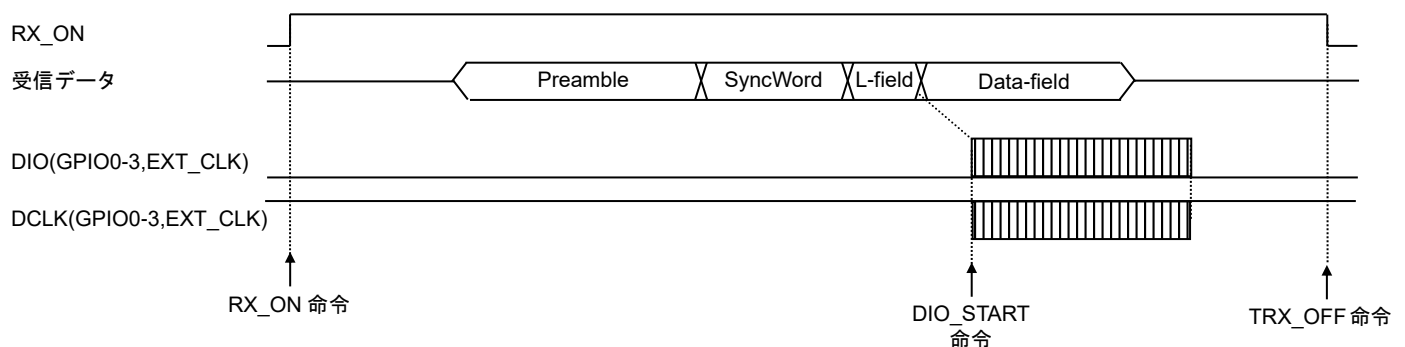 RX_ON
受信データ
Preamble
SyncWord
L-field
Data-field
DIO(GPIO0-3,EXT_CLK)
DCLK(GPIO0-3,EXT_CLK)
RX_ON 命令
DIO_START
命令
TRX_OFF 命令